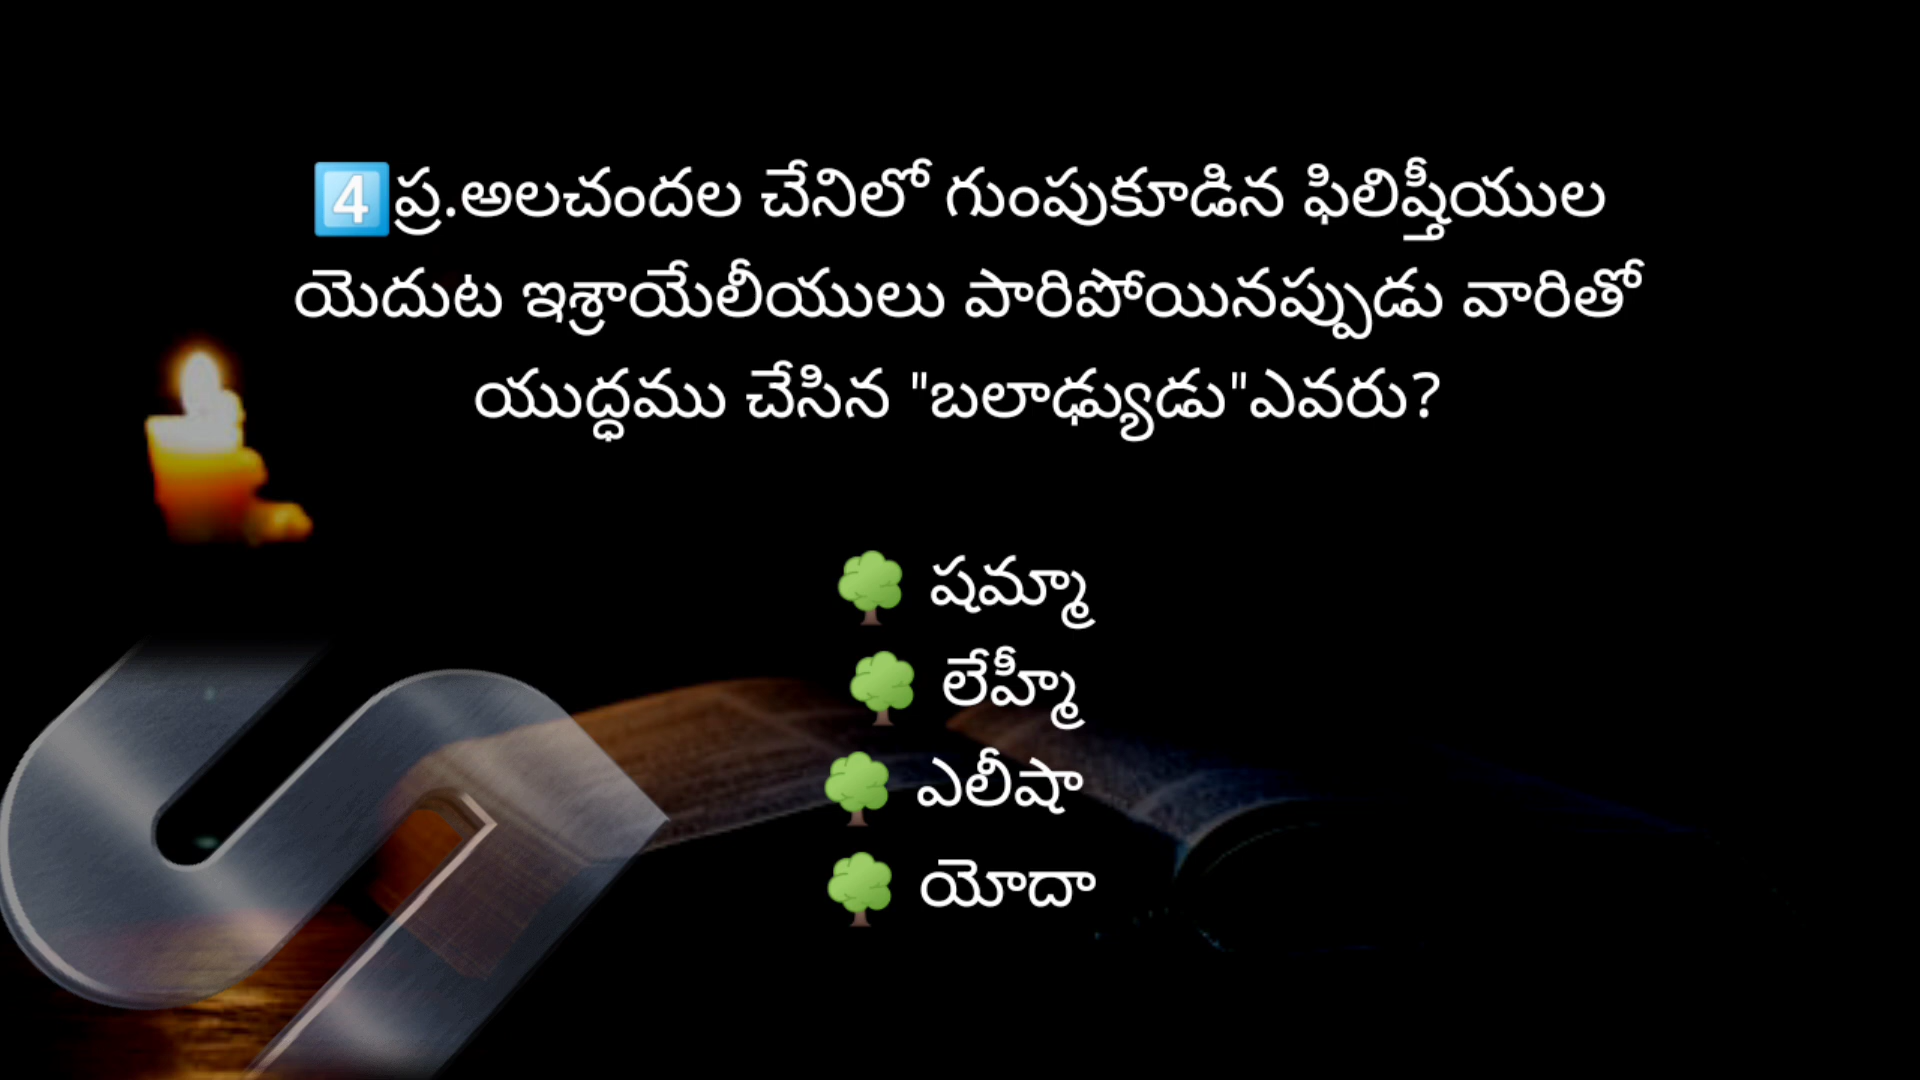 4️⃣ప్ర.అలచందల చేనిలో గుంపుకూడిన ఫిలిష్తీయుల
యెదుట ఇశ్రాయేలీయులు పారిపోయినప్పుడు వారితో
యుద్ధము చేసిన "బలాఢ్యుడు"ఎవరు?
🌳 షమ్మా
🌳 లేహ్మీ
🌳 ఎలీషా
🌳 యోదా